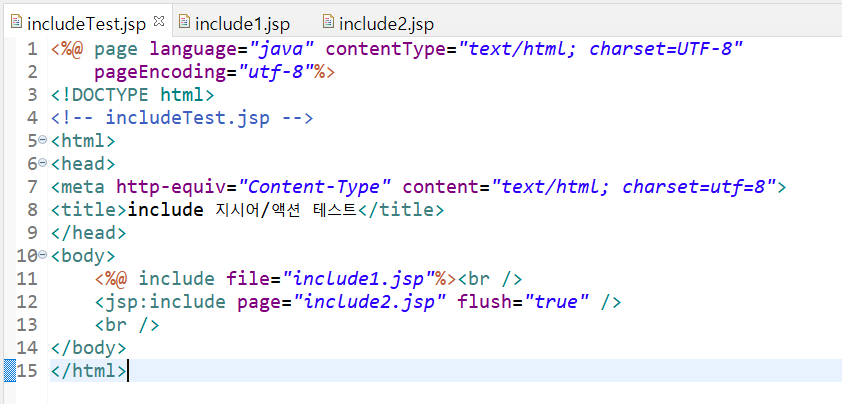 includeTest.jsp include1.jsp include2.jsp
1 <%@ page language="java" contentType="text/html; charset=UTF-8"
2 pageEncoding="utf-8"%>
3 <!DOCTYPE html>
4 <!-- includeTest.jsp -->
5 <html>
6 <head>
7 <meta http-equiv="Content-Type" content="text/html; charset=utf=8">
8 <title>include 지시어/액션 테스트</title>
9 </head>
10 <body>
11 <%@ include file="include1.jsp"%><br />
12 <jsp:include page="include2.jsp" flush="true" />
13 <br />
14 </body>
15 </html>